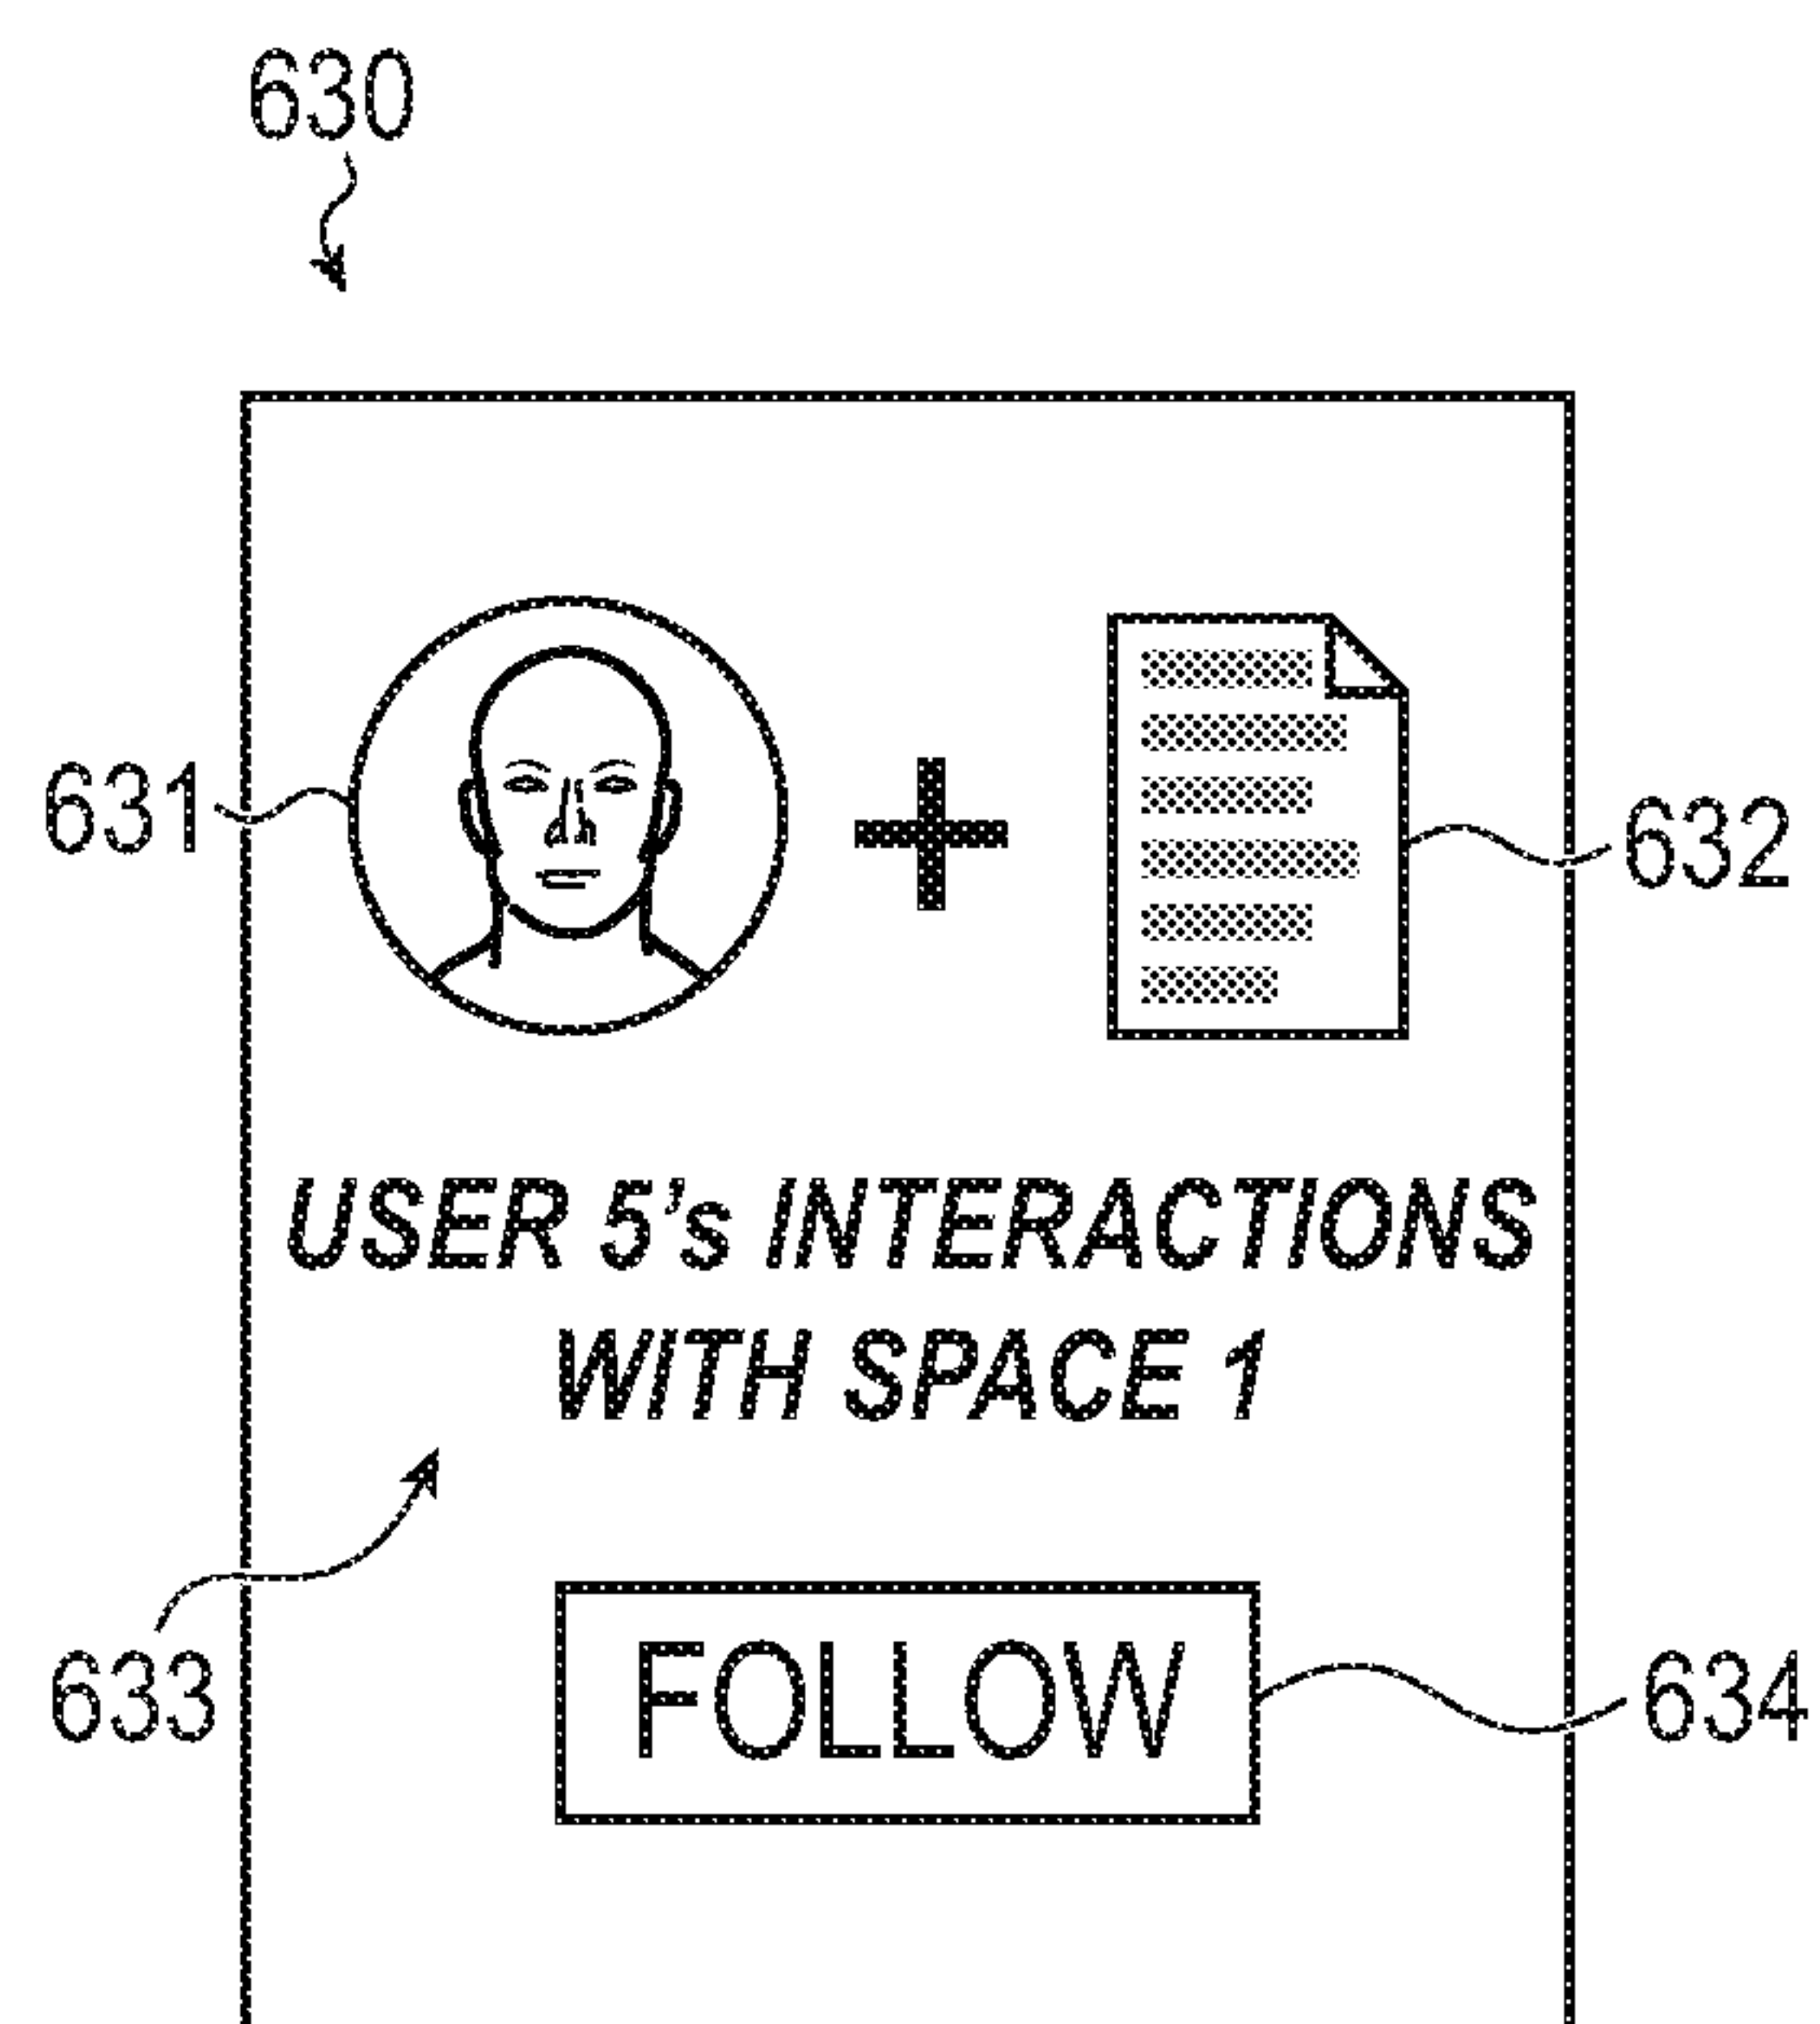 630
631
632
USER 5's INTERACTIONS
WITH SPACE 1
633
FOLLOW
634